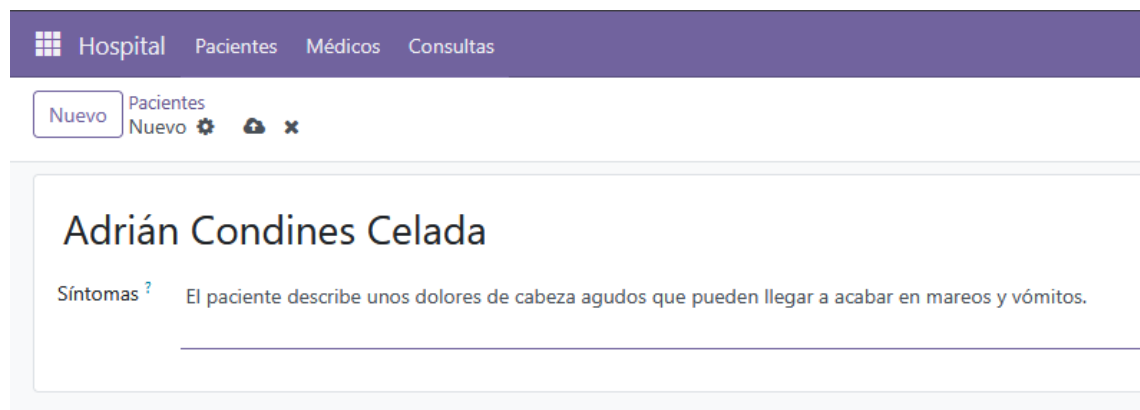 Hospital Pacientes Médicos Consultas
Nuevo
Pacientes
Nuevo
Adrián Condines Celada
Síntomas ? El paciente describe unos dolores de cabeza agudos que pueden llegar a acabar en mareos y vómitos.